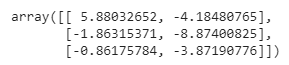 array([[ 5.88032652, -4.18480765],
[-1.86315371, -8.87400825],
[-0.86175784, -3.87190776]])